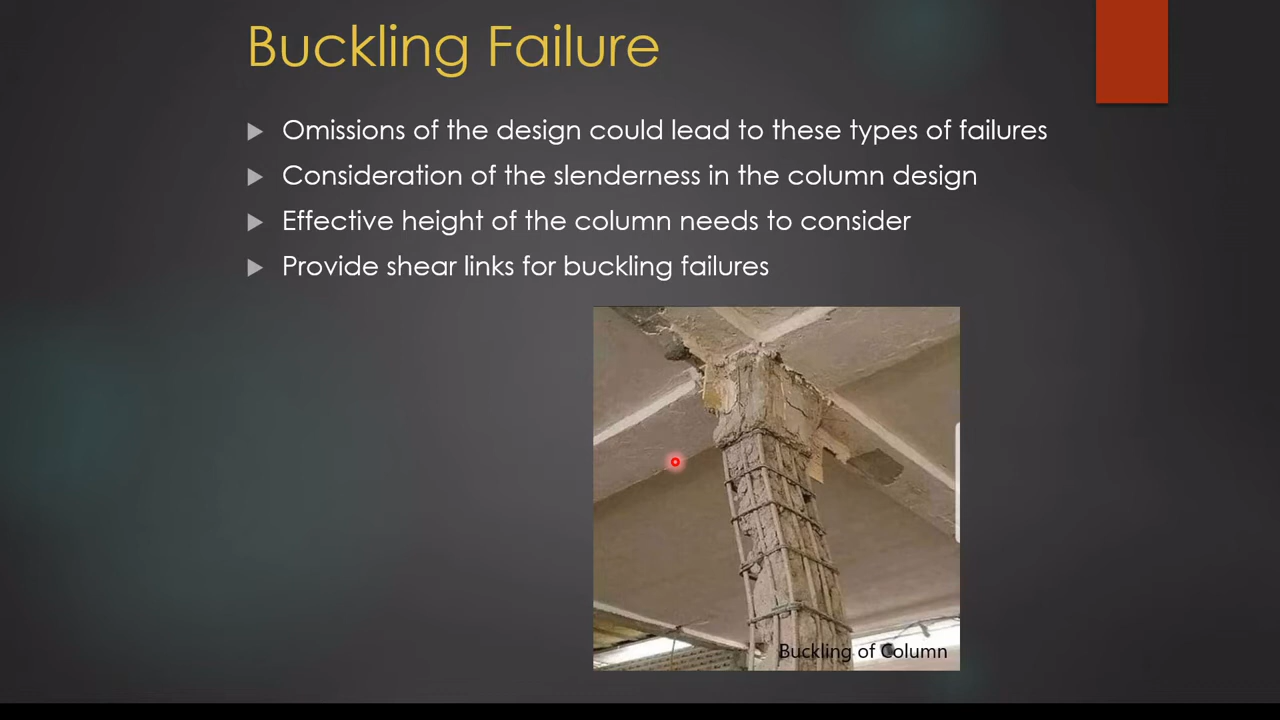 Buckling Failure
Omissions of the design could lead to these types of failures
Consideration of the slenderness in the column design
Effective height of the column needs to consider
Provide shear links for buckling failures
Buckling of Column